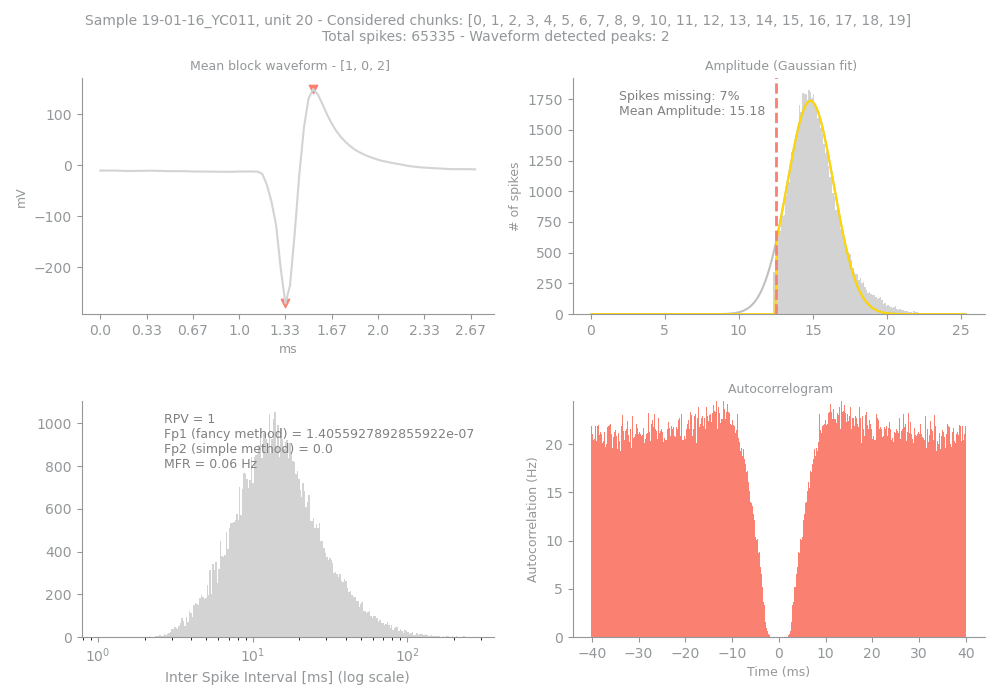 Sample 19-01-16_YC011, unit 20 - Considered chunks: [0, 1, 2, 3, 4, 5, 6, 7, 8, 9, 10, 11, 12, 13, 14, 15, 16, 17, 18, 19]
Total spikes: 65335 - Waveform detected peaks: 2
Mean block waveform - [1, 0, 2]
100
0
−100
−200
mV
0.0 0.33 0.67 1.0 1.33 1.67 2.0 2.33 2.67
ms
Amplitude (Gaussian fit)
Spikes missing: 7%
Mean Amplitude: 15.18
1750
1500
1250
1000
750
500
250
0
# of spikes
0 5 10 15 20 25
RPV = 1
Fp1 (fancy method) = 1.4055927892855922e-07
Fp2 (simple method) = 0.0
MFR = 0.06 Hz
1000
800
600
400
200
0
10⁰ 10¹ 10²
Inter Spike Interval [ms] (log scale)
Autocorrelogram
20
15
10
5
0
Autocorrelation (Hz)
−40 −30 −20 −10 0 10 20 30 40
Time (ms)